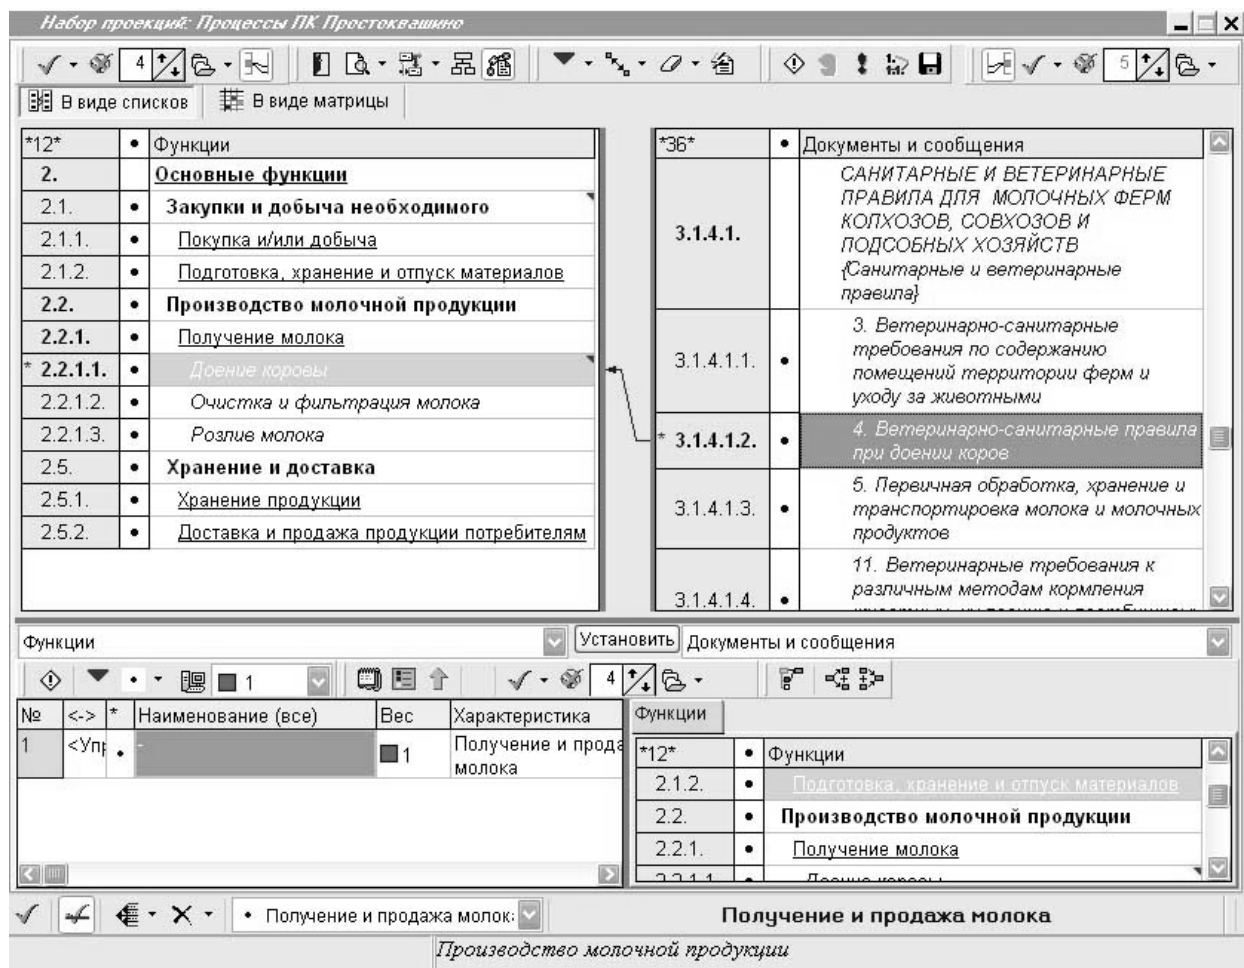 Набор проекций: Процессы ПК Простоквашино
4
5
В виде списков В виде матрицы
*12* • Функции
2. Основные функции
2.1. • Закупки и добыча необходимого
2.1.1. • Покупка и/или добыча
2.1.2. • Подготовка, хранение и отпуск материалов
2.2. • Производство молочной продукции
2.2.1. • Получение молока
* 2.2.1.1. • Доение коровы
2.2.1.2. • Очистка и фильтрация молока
2.2.1.3. • Розлив молока
2.5. • Хранение и доставка
2.5.1. • Хранение продукции
2.5.2. • Доставка и продажа продукции потребителям
*36* • Документы и сообщения
3.1.4.1.
САНИТАРНЫЕ И ВЕТЕРИНАРНЫЕ
ПРАВИЛА ДЛЯ МОЛОЧНЫХ ФЕРМ
КОЛХОЗОВ, СОВХОЗОВ И
ПОДСОБНЫХ ХОЗЯЙСТВ
{Санитарные и ветеринарные
правила}
3.1.4.1.1. •
3. Ветеринарно-санитарные
требования по содержанию
помещений территории ферм и
уходу за животными
* 3.1.4.1.2. •
4. Ветеринарно-санитарные правила
при доении коров
3.1.4.1.3. •
5. Первичная обработка, хранение и
транспортировка молока и молочных
продуктов
3.1.4.1.4. •
11. Ветеринарные требования к
различным методам кормления
Функции
Установить
Документы и сообщения
1
4
№ <-> * Наименование (все) Вес Характеристика
1 <Упр • - 1 Получение и прода
молока
Функции
*12* • Функции
2.1.2. • Подготовка, хранение и отпуск материалов
2.2. • Производство молочной продукции
2.2.1. • Получение молока
2.2.1.1. • Доение коровы
• Получение и продажа молок
Получение и продажа молока
Производство молочной продукции